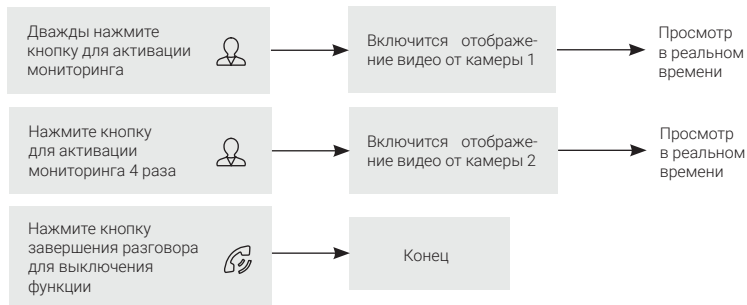 Дважды нажмите
кнопку для активации
мониторинга
Включится отображе-
ние видео от камеры 1
Просмотр
в реальном
времени
Нажмите кнопку
для активации
мониторинга 4 раза
Включится отображе-
ние видео от камеры 2
Просмотр
в реальном
времени
Нажмите кнопку
завершения разговора
для выключения
функции
Конец